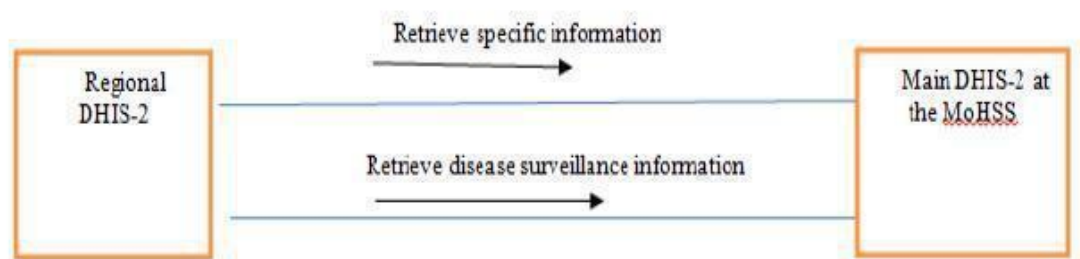 Retrieve specific information
Regional
DHIS-2
Main DHIS-2 at
the MoHSS
Retrieve disease surveillance information